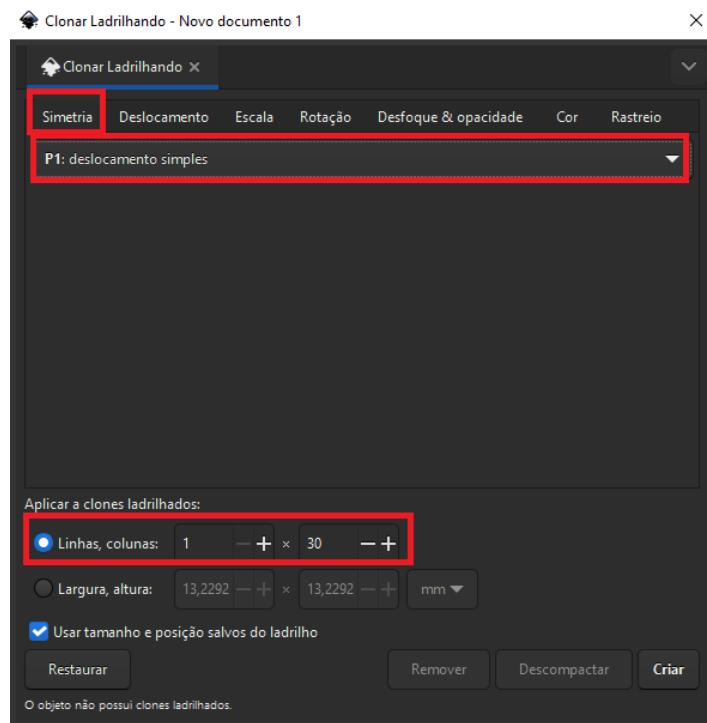 Clonar Ladrilhando - Novo documento 1
Clonar Ladrilhando
Simetria Deslocamento Escala Rotação Desfoque & opacidade Cor Rastreio
P1: deslocamento simples
Aplicar a clones ladrilhados:
Linhas, colunas: 1 × 30
Largura, altura: 13,2292 × 13,2292 mm
Usar tamanho e posição salvos do ladrilho
Restaurar Remover Descompactar Criar
O objeto não possui clones ladrilhados.